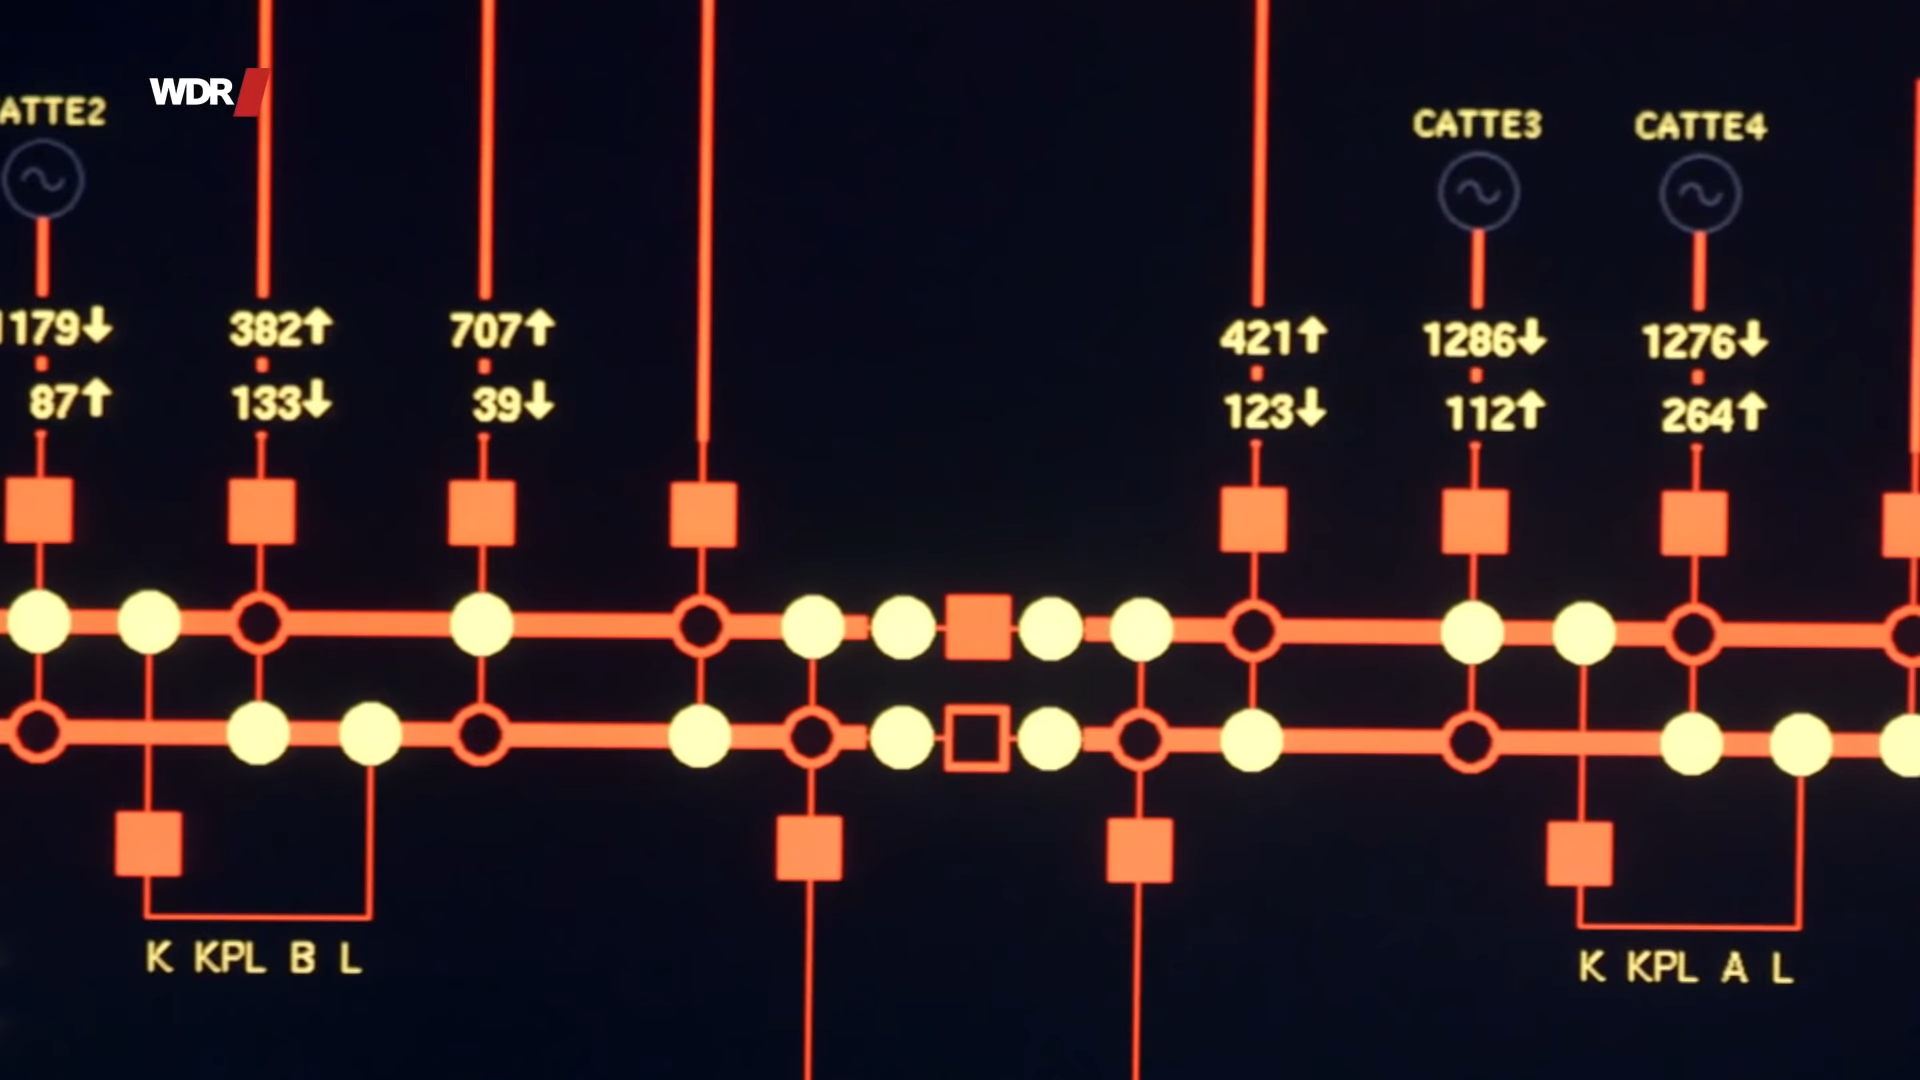 WDR
ATTE2
CATTE3
CATTE4
1179↓
382↑
707↑
421↑
1286↓
1276↓
87↑
133↓
39↓
123↓
112↑
264↑
K KPL B L
K KPL A L